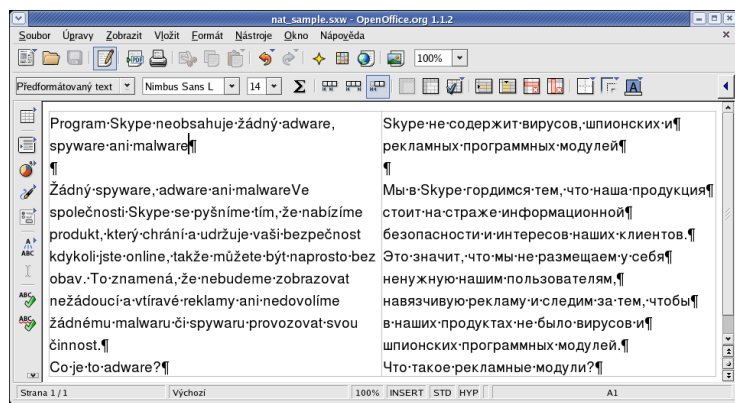 nat_sample.sxw - OpenOffice.org 1.1.2
Soubor Úpravy Zobrazit Vložit Formát Nástroje Okno Nápověda
100%
Předformátovaný text Nimbus Sans L 14
Program·Skype·neobsahuje·žádný·adware,
spyware·ani·malware¶
¶
Žádný·spyware,·adware·ani·malwareVe
společnosti·Skype·se·pyšníme·tím,·že·nabízíme
produkt,·který·chrání·a·udržuje·vaši·bezpečnost
kdykoli·jste·online,·takže·můžete·být·naprosto·bez
obav.·To·znamená,·že·nebudeme·zobrazovat
nežádoucí·a·vtíravé·reklamy·ani·nedovolíme
žádnému·malwaru·či·spywaru·provozovat·svou
činnost.¶
Co·je·to·adware?¶
Skype·не·содержит·вирусов,·шпионских·и¶
рекламных·программных·модулей¶
¶
Мы·в·Skype·гордимся·тем,·что·наша·продукция¶
стоит·на·страже·информационной¶
безопасности·и·интересов·наших·клиентов.¶
Это·значит,·что·мы·не·размещаем·у·себя¶
ненужную·нашим·пользователям,¶
навязчивую·рекламу·и·следим·за·тем,·чтобы¶
в·наших·продуктах·не·было·вирусов·и¶
шпионских·программных·модулей.¶
Что·такое·рекламные·модули?¶
ABC
ABC
ABC
Strana 1 / 1 Výchozí 100% INSERT STD HYP A1